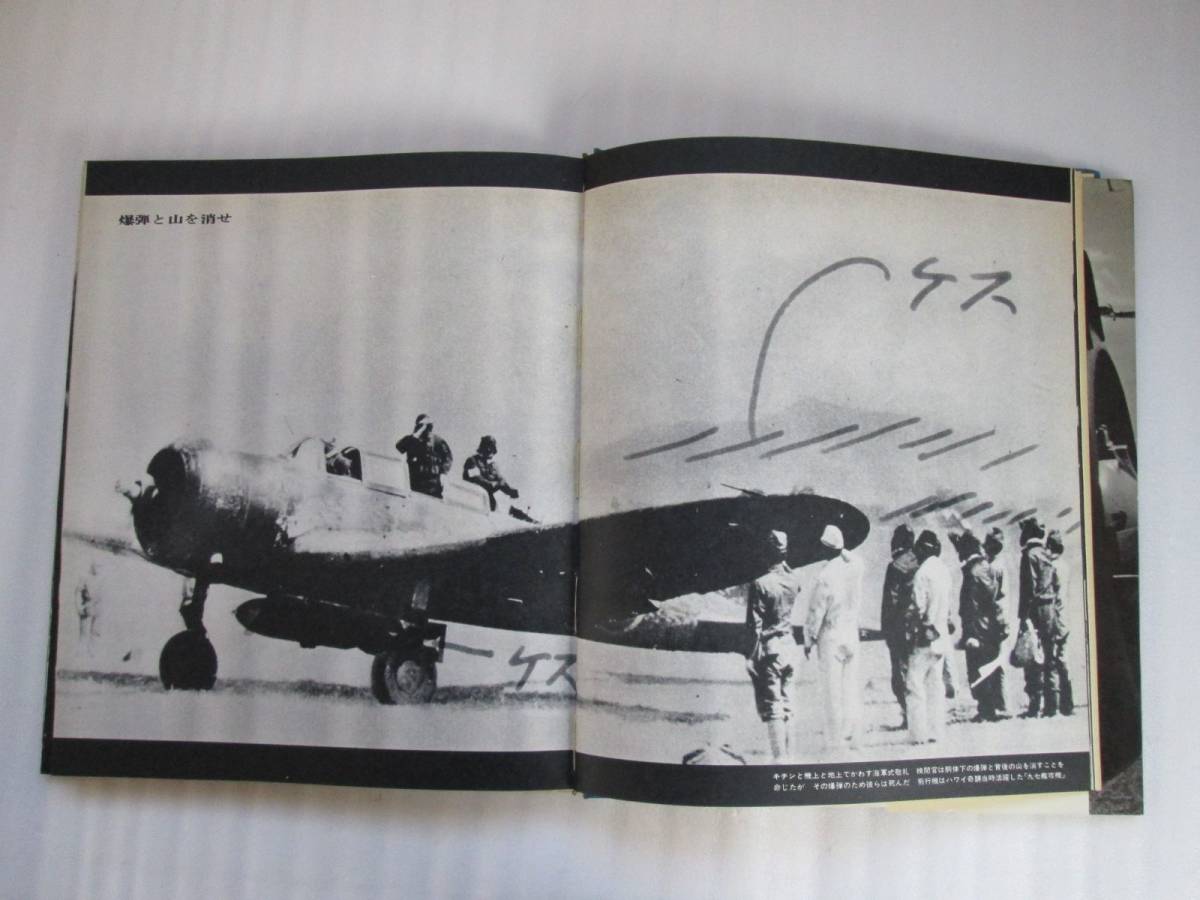 爆弾と山を消せ
ケス
ケス
キチンと機上と地上でかわす海軍式敬礼 検閲官は胴体下の爆弾と背後の山を消すことを
命じたが その爆弾のため彼らは死んだ 飛行機はハワイ奇襲当時活躍した「九七艦攻機」